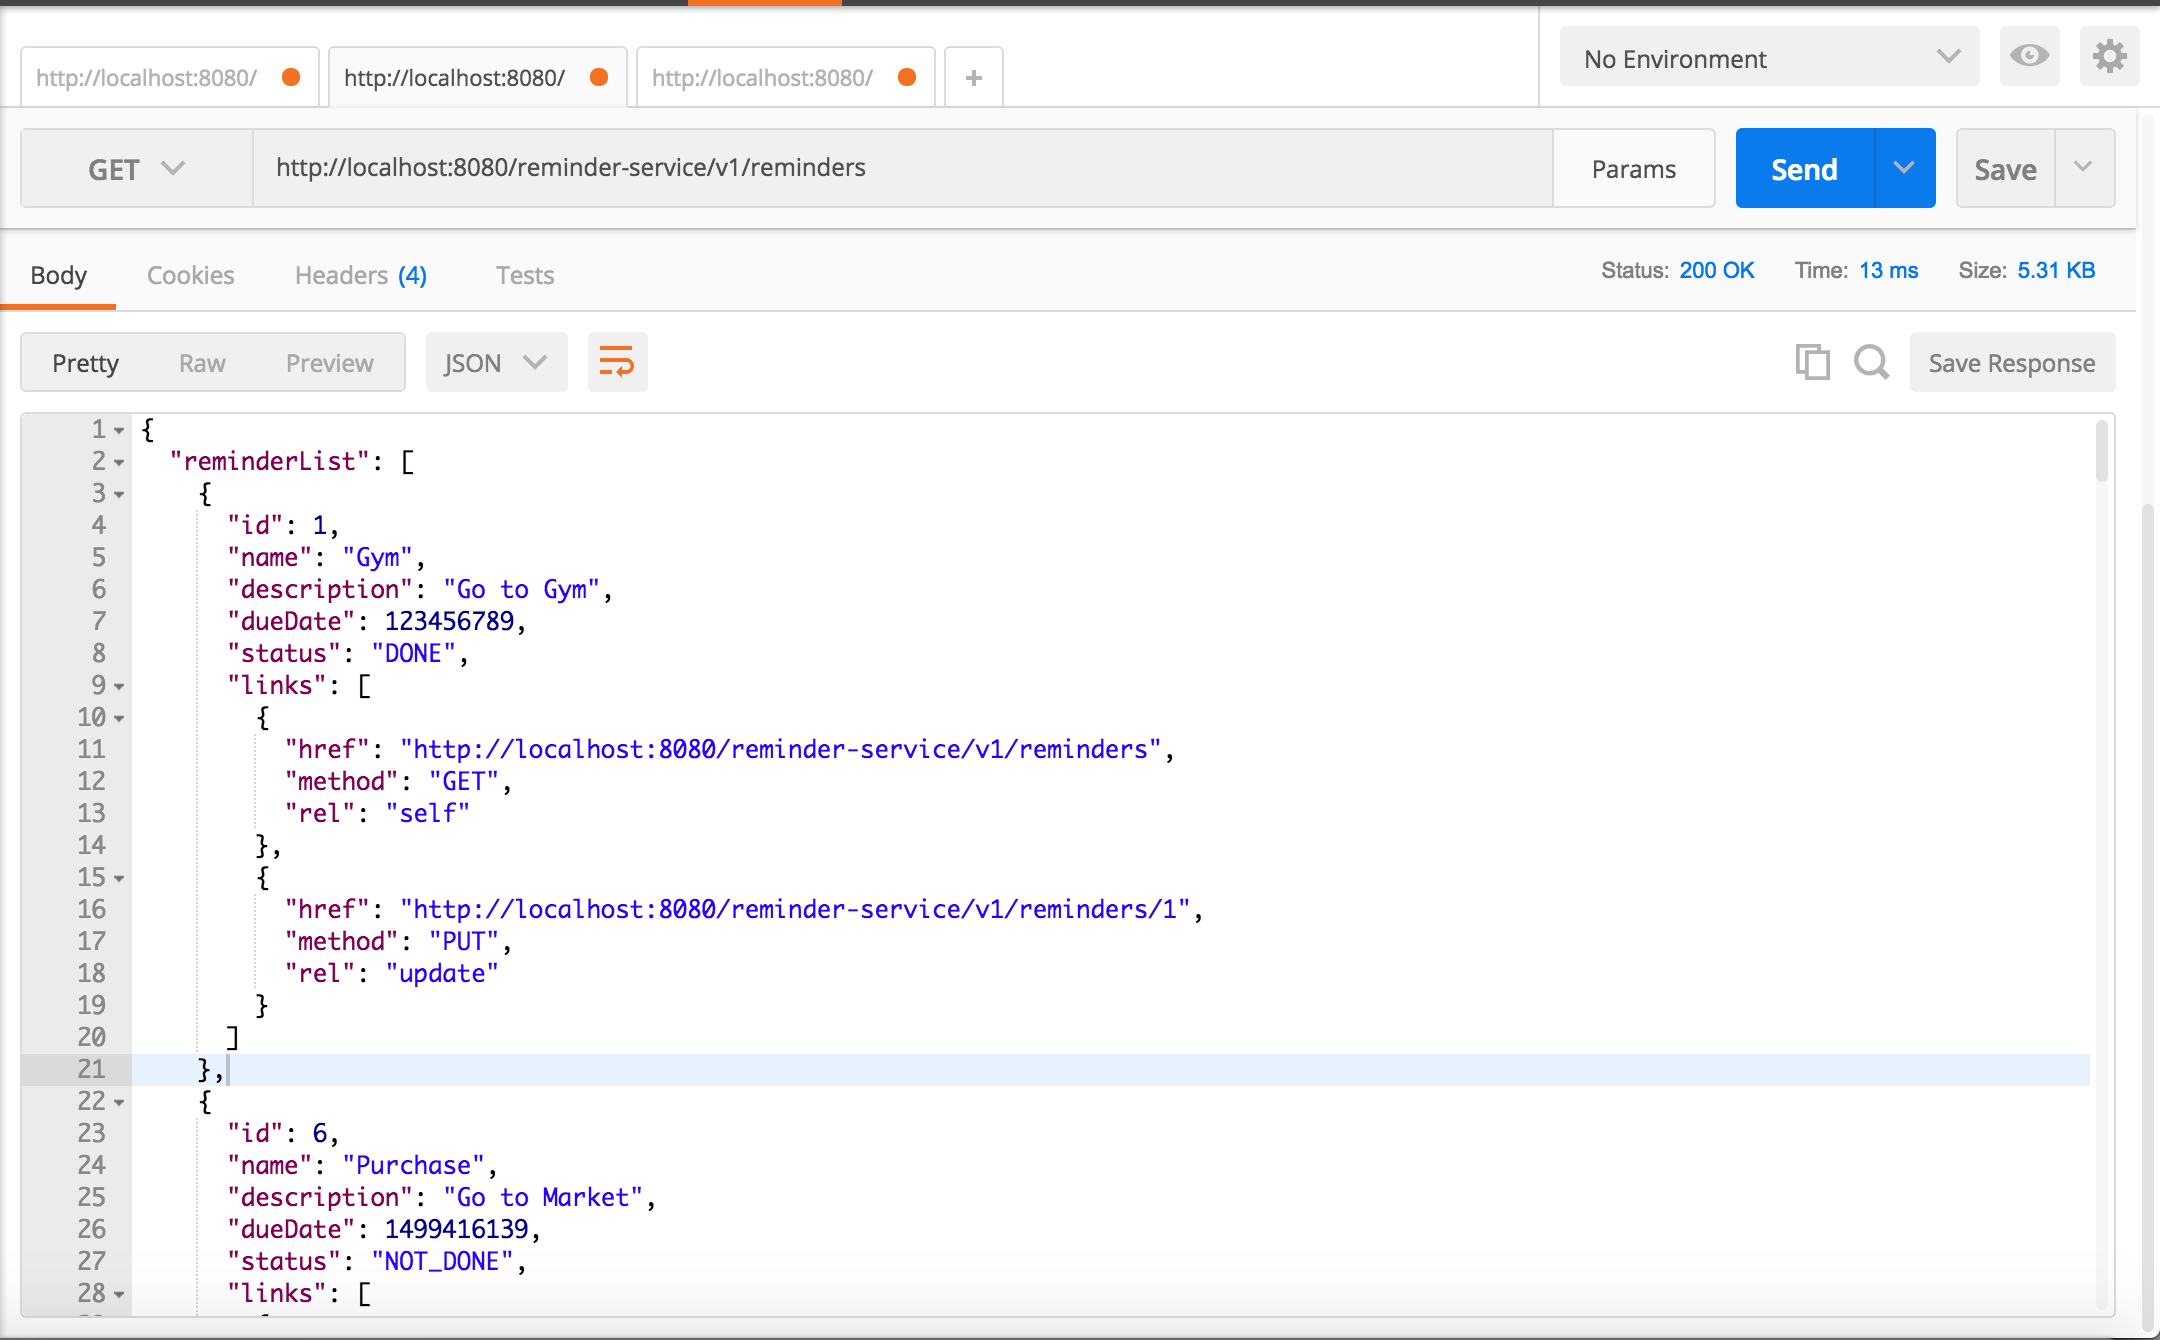 http://localhost:8080/ http://localhost:8080/ http://localhost:8080/ + No Environment
GET http://localhost:8080/reminder-service/v1/reminders Params Send Save
Body Cookies Headers (4) Tests Status: 200 OK Time: 13 ms Size: 5.31 KB
Pretty Raw Preview JSON Save Response
1 {
2 "reminderList": [
3 {
4 "id": 1,
5 "name": "Gym",
6 "description": "Go to Gym",
7 "dueDate": 123456789,
8 "status": "DONE",
9 "links": [
10 {
11 "href": "http://localhost:8080/reminder-service/v1/reminders",
12 "method": "GET",
13 "rel": "self"
14 },
15 {
16 "href": "http://localhost:8080/reminder-service/v1/reminders/1",
17 "method": "PUT",
18 "rel": "update"
19 }
20 ]
21 },
22 {
23 "id": 6,
24 "name": "Purchase",
25 "description": "Go to Market",
26 "dueDate": 1499416139,
27 "status": "NOT_DONE",
28 "links": [